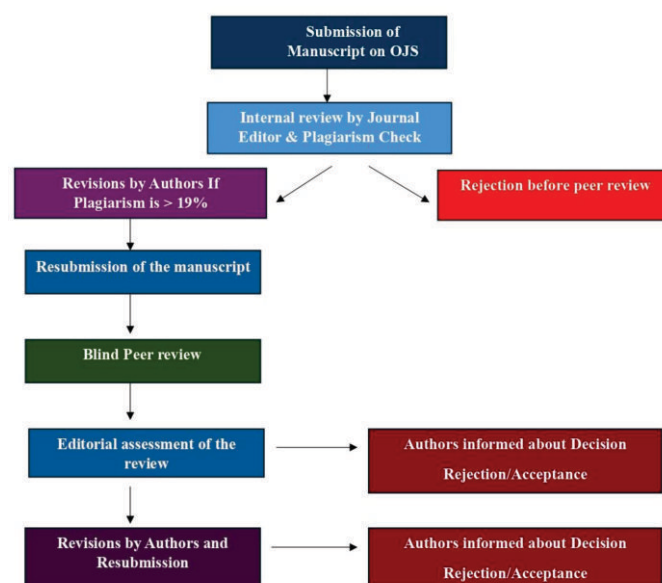 Submission of
Manuscript on OJS
Internal review by Journal
Editor & Plagiarism Check
Revisions by Authors If
Plagiarism is > 19%
Rejection before peer review
Resubmission of the manuscript
Blind Peer review
Editorial assessment of the
review
Authors informed about Decision
Rejection/Acceptance
Revisions by Authors and
Resubmission
Authors informed about Decision
Rejection/Acceptance